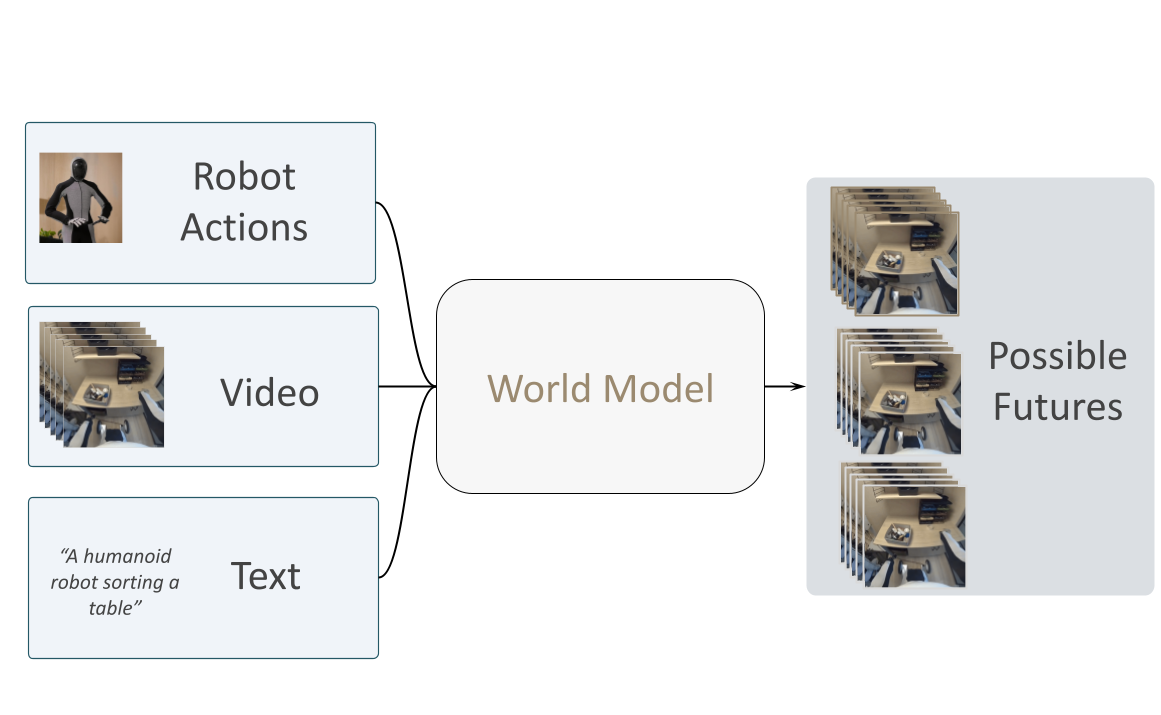 Robot
Actions
Video
“A humanoid
robot sorting a
table”
Text
World Model
Possible
Futures